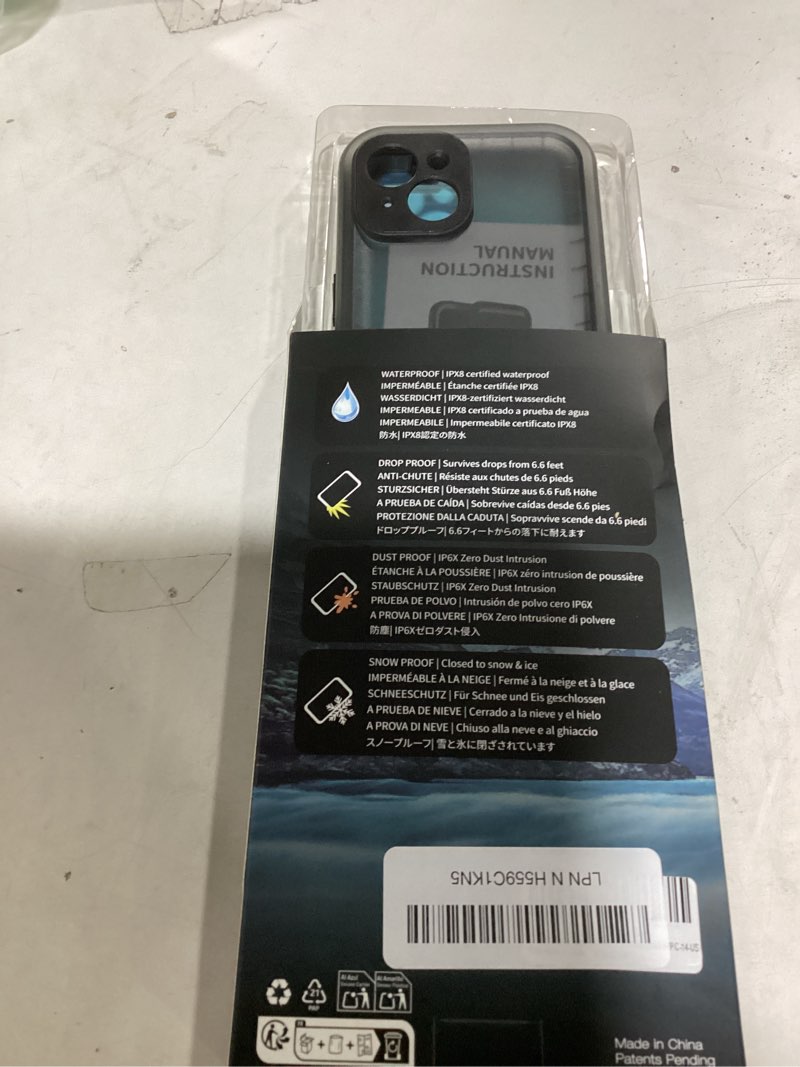 INSTRUCTION
MANUAL
WATERPROOF | IPX8 certified waterproof
IMPERMÉABLE | Étanche certifiée IPX8
WASSERDICHT | IPX8-zertifiziert wasserdicht
IMPERMEABLE | IPX8 certificado a prueba de agua
IMPERMEABILE | Impermeabile certificato IPX8
防水| IPX8認定の防水
DROP PROOF | Survives drops from 6.6 feet
ANTI-CHUTE | Résiste aux chutes de 6.6 pieds
STURZSICHER | Übersteht Stürze aus 6.6 Fuß Höhe
A PRUEBA DE CAÍDA | Sobrevive caídas desde 6.6 pies
PROTEZIONE DALLA CADUTA | Sopravvive scende da 6.6 piedi
ドロッププルーフ| 6.6フィートからの落下に耐えます
DUST PROOF | IP6X Zero Dust Intrusion
ÉTANCHE À LA POUSSIÈRE | IP6X zéro intrusion de poussière
STAUBSCHUTZ | IP6X Zero Dust Intrusion
PRUEBA DE POLVO | Intrusión de polvo cero IP6X
A PROVA DI POLVERE | IP6X Zero Intrusione di polvere
防塵| IP6Xゼロダスト侵入
SNOW PROOF | Closed to snow & ice
IMPERMÉABLE À LA NEIGE | Fermé à la neige et à la glace
SCHNEESCHUTZ | Für Schnee und Eis geschlossen
A PRUEBA DE NIEVE | Cerrado a la nieve y el hielo
A PROVA DI NEVE | Chiuso alla neve e al ghiaccio
スノープルーフ| 雪と氷に閉ざされています
LPN N H559C1KN5
PC-14-US
21
PAP
Al Azul
Al Amarillo
FR
Made in China
Patents Pending